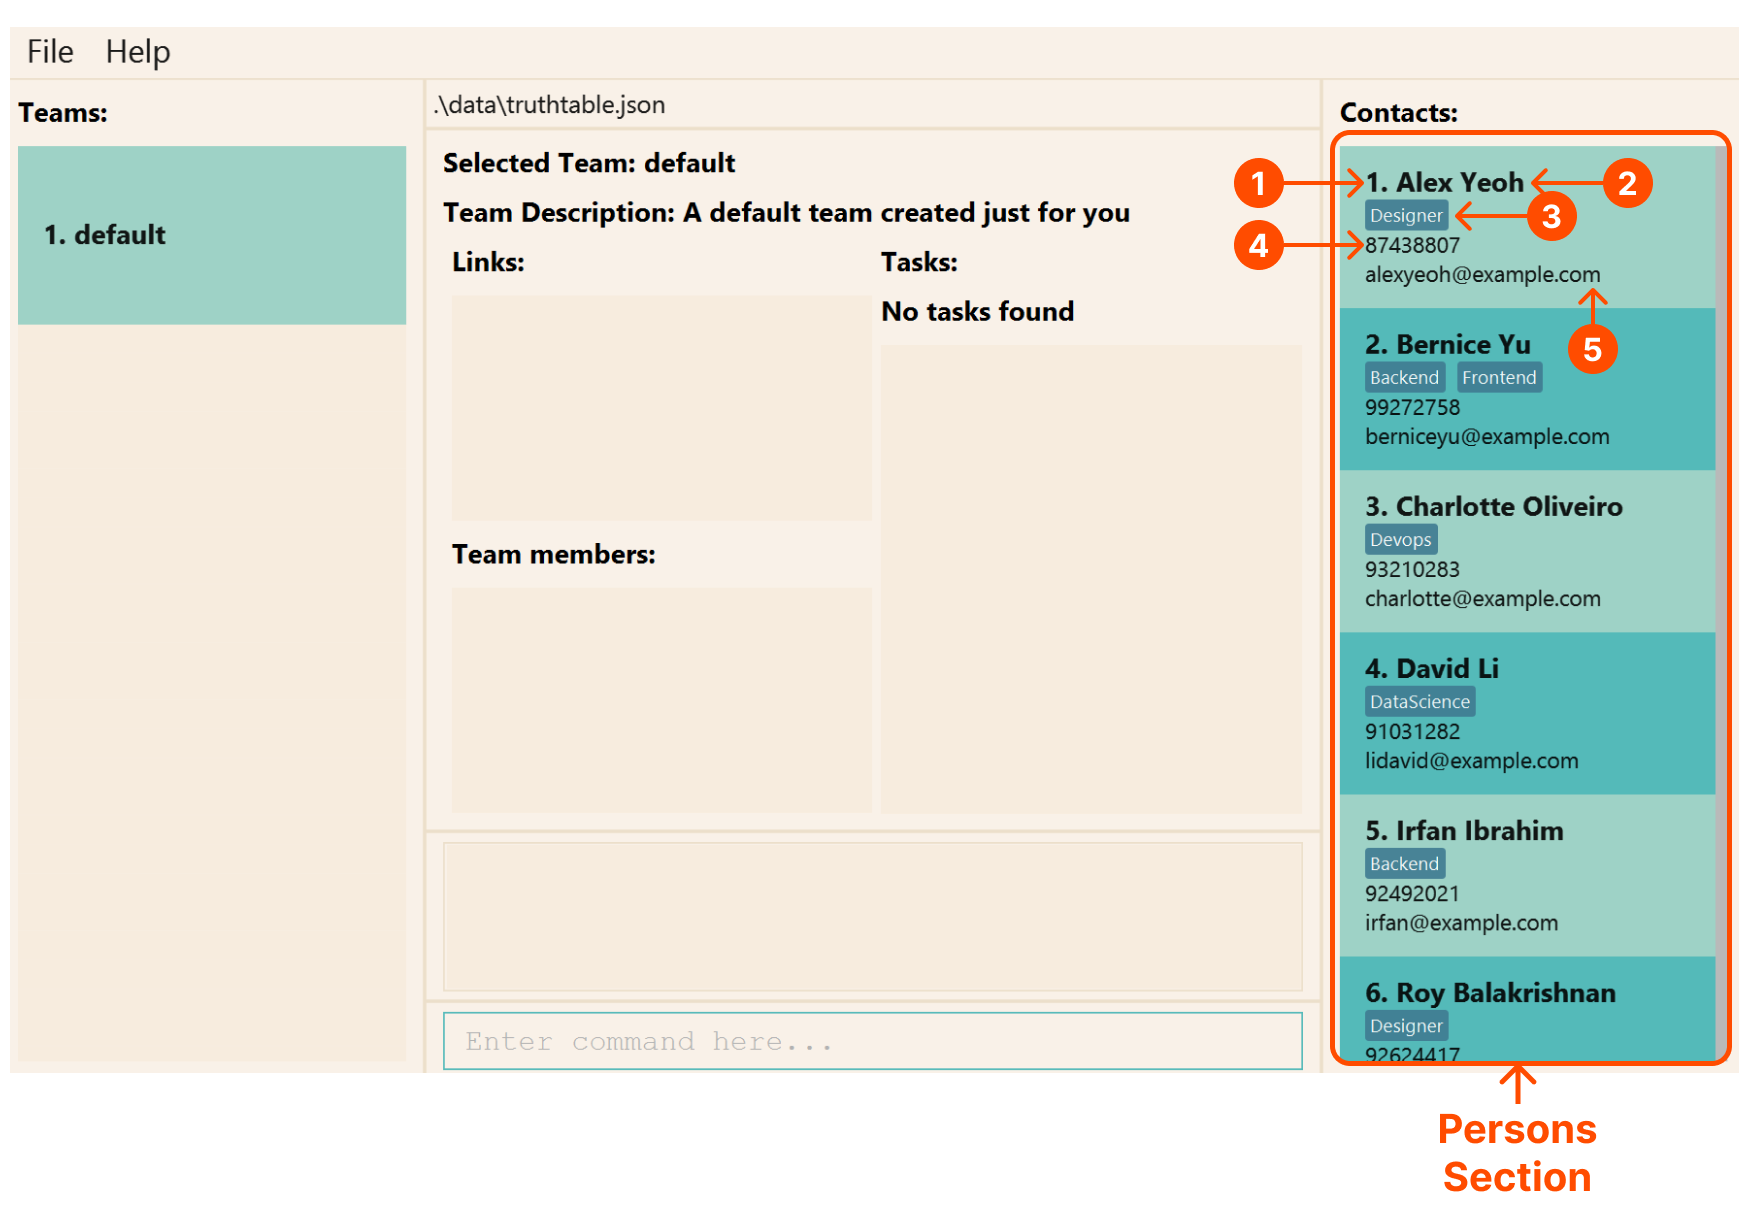 File Help
Teams:
1. default
.\data\truthtable.json
Selected Team: default
Team Description: A default team created just for you
Links:
Tasks:
No tasks found
Team members:
Enter command here...
Contacts:
1
1. Alex Yeoh
2
Designer
3
4
87438807
alexyeoh@example.com
5
2. Bernice Yu
Backend Frontend
99272758
berniceyu@example.com
3. Charlotte Oliveiro
Devops
93210283
charlotte@example.com
4. David Li
DataScience
91031282
lidavid@example.com
5. Irfan Ibrahim
Backend
92492021
irfan@example.com
6. Roy Balakrishnan
Designer
92624417
Persons
Section